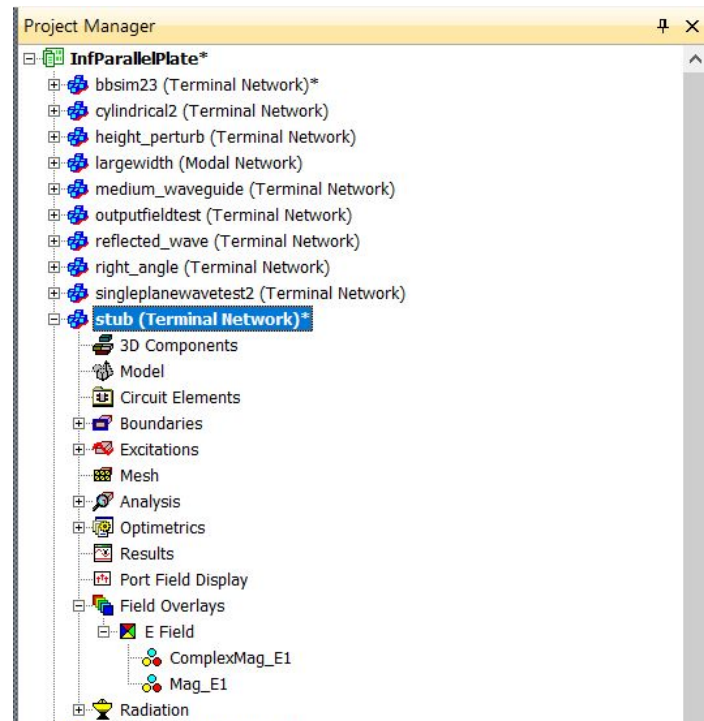 Project Manager
InfParallelPlate*
bbsim23 (Terminal Network)*
cylindrical2 (Terminal Network)
height_perturb (Terminal Network)
largewidth (Modal Network)
medium_waveguide (Terminal Network)
outputfieldtest (Terminal Network)
reflected_wave (Terminal Network)
right_angle (Terminal Network)
singleplanewavetest2 (Terminal Network)
stub (Terminal Network)*
3D Components
Model
Circuit Elements
Boundaries
Excitations
Mesh
Analysis
Optimetrics
Results
Port Field Display
Field Overlays
E Field
ComplexMag_E1
Mag_E1
Radiation